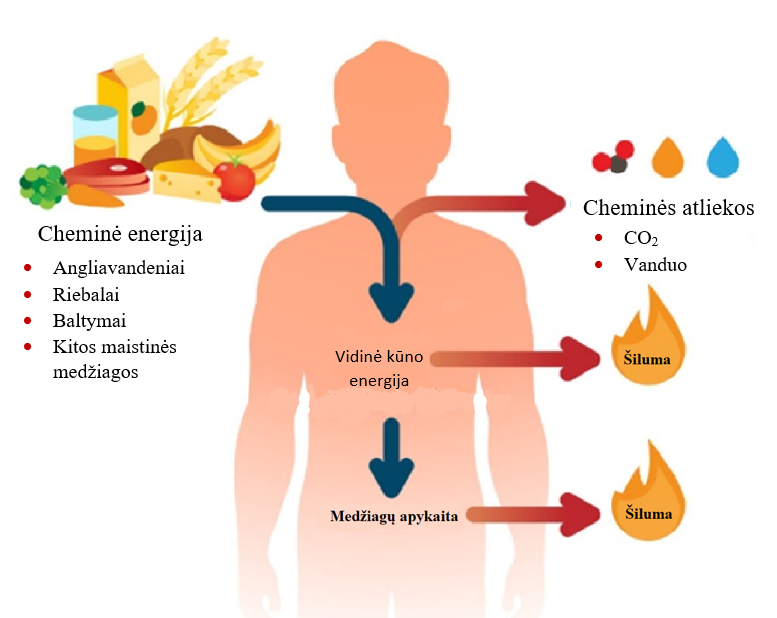 Cheminė energija
Angliavandeniai
Riebalai
Baltymai
Kitos maistinės
medžiagos
Cheminės atliekos
CO₂
Vanduo
Vidinė kūno
energija
Šiluma
Medžiagų apykaita
Šiluma